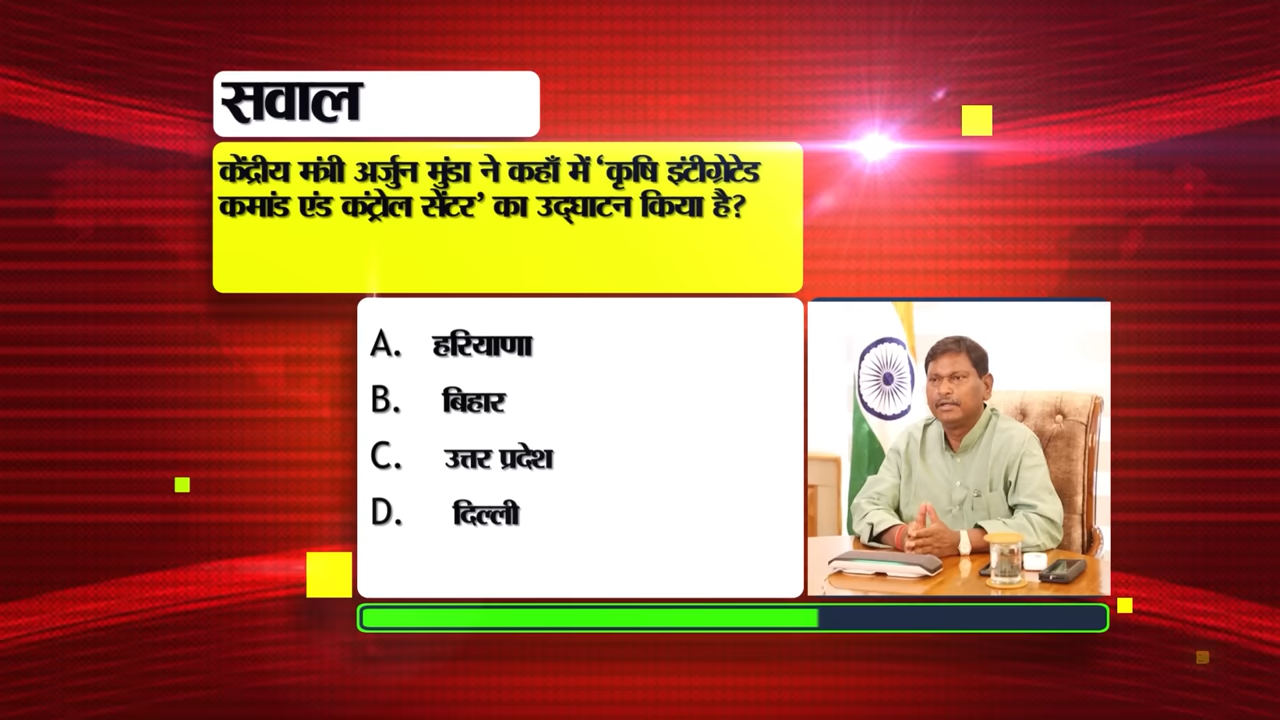 सवाल
केंद्रीय मंत्री अर्जुन मुंडा ने कहाँ में ‘कृषि इंटीग्रेटेड
कमांड एंड कंट्रोल सेंटर’ का उद्घाटन किया है?
A. हरियाणा
B. बिहार
C. उत्तर प्रदेश
D. दिल्ली